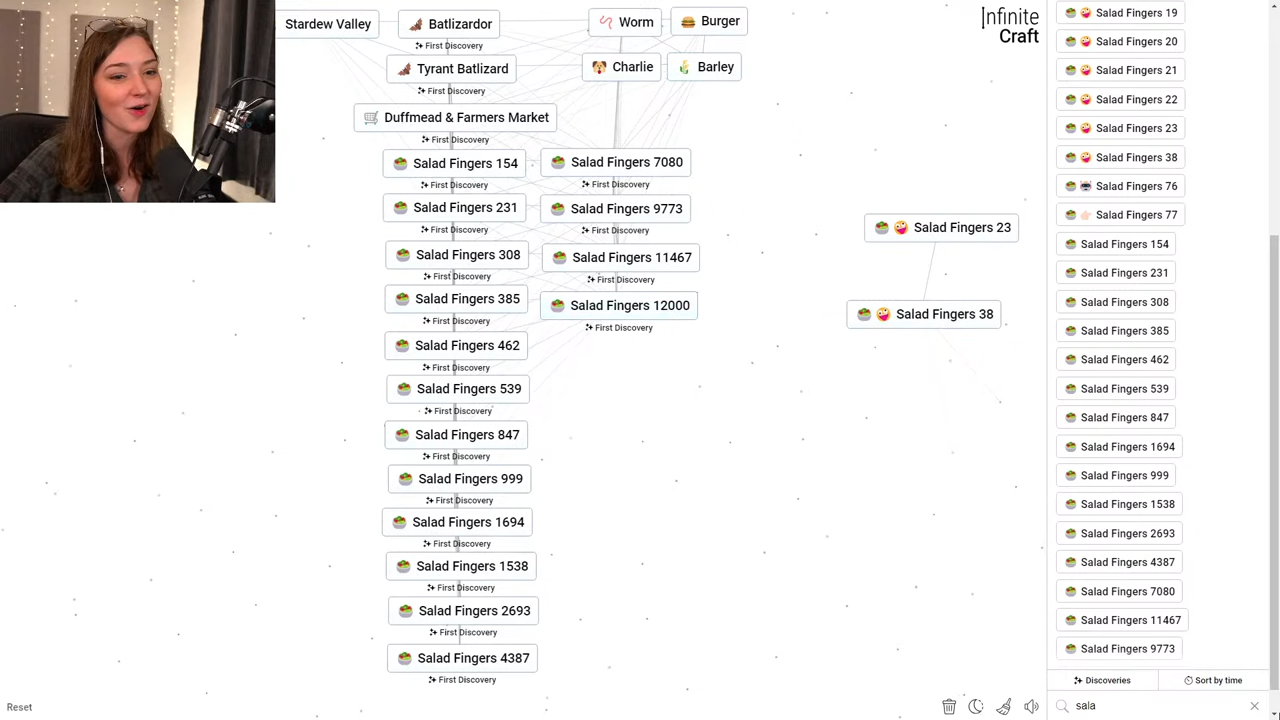 Stardew Valley
Batlizardor
First Discovery
Tyrant Batlizard
First Discovery
Duffmead & Farmers Market
First Discovery
Salad Fingers 154
First Discovery
Salad Fingers 231
First Discovery
Salad Fingers 308
First Discovery
Salad Fingers 385
First Discovery
Salad Fingers 462
First Discovery
Salad Fingers 539
First Discovery
Salad Fingers 847
First Discovery
Salad Fingers 999
First Discovery
Salad Fingers 1694
First Discovery
Salad Fingers 1538
First Discovery
Salad Fingers 2693
First Discovery
Salad Fingers 4387
First Discovery
Worm
Burger
Charlie
Barley
Salad Fingers 7080
First Discovery
Salad Fingers 9773
First Discovery
Salad Fingers 11467
First Discovery
Salad Fingers 12000
First Discovery
Salad Fingers 23
Salad Fingers 38
Infinite
Craft
Salad Fingers 19
Salad Fingers 20
Salad Fingers 21
Salad Fingers 22
Salad Fingers 23
Salad Fingers 38
Salad Fingers 76
Salad Fingers 77
Salad Fingers 154
Salad Fingers 231
Salad Fingers 308
Salad Fingers 385
Salad Fingers 462
Salad Fingers 539
Salad Fingers 847
Salad Fingers 1694
Salad Fingers 999
Salad Fingers 1538
Salad Fingers 2693
Salad Fingers 4387
Salad Fingers 7080
Salad Fingers 11467
Salad Fingers 9773
Discoveries
Sort by time
sala
Reset